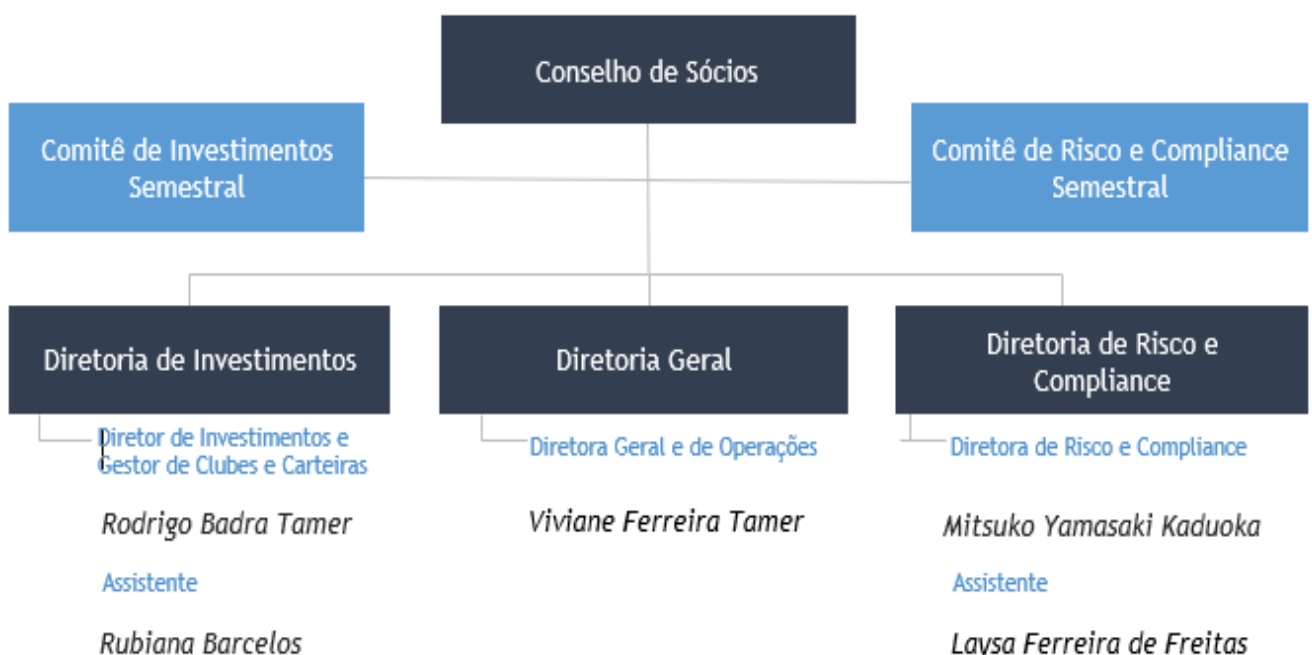 Conselho de Sócios
Comitê de Investimentos
Semestral
Comitê de Risco e Compliance
Semestral
Diretoria de Investimentos
Diretoria Geral
Diretoria de Risco e
Compliance
Diretor de Investimentos e
Gestor de Clubes e Carteiras
Rodrigo Badra Tamer
Assistente
Rubiana Barcelos
Diretora Geral e de Operações
Viviane Ferreira Tamer
Diretora de Risco e Compliance
Mitsuko Yamasaki Kaduoka
Assistente
Laysa Ferreira de Freitas